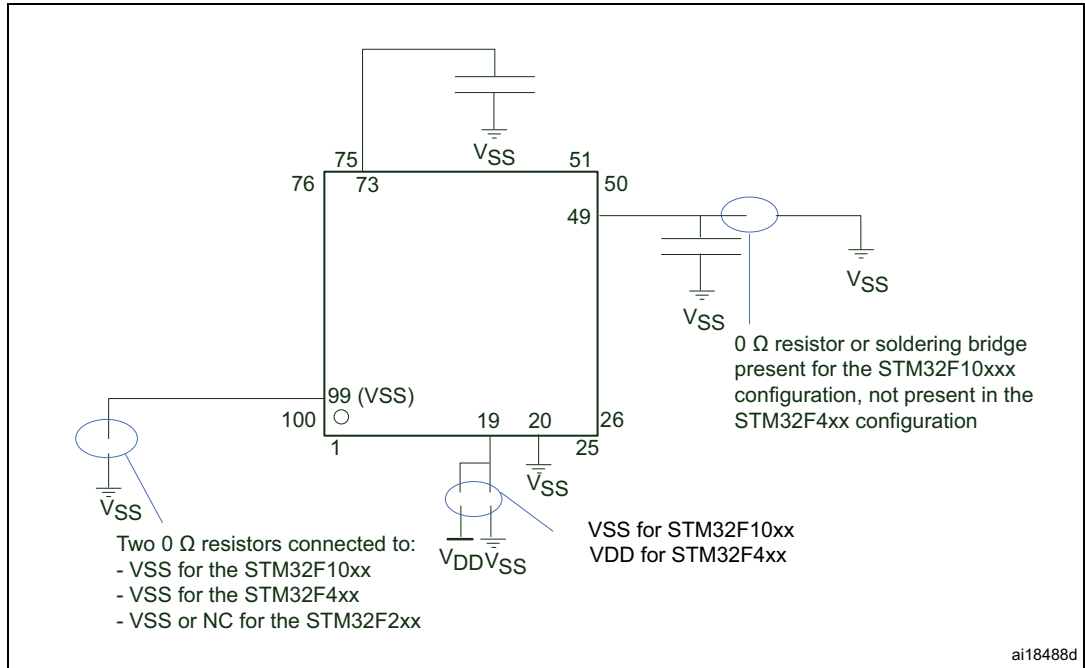 VSS
75
51
76
73
50
49
VSS
VSS
0 Ω resistor or soldering bridge
present for the STM32F10xxx
configuration, not present in the
STM32F4xx configuration
99 (VSS)
100
19
20
26
1
25
VSS
VSS
VDD VSS
VSS for STM32F10xx
VDD for STM32F4xx
Two 0 Ω resistors connected to:
- VSS for the STM32F10xx
- VSS for the STM32F4xx
- VSS or NC for the STM32F2xx
ai18488d